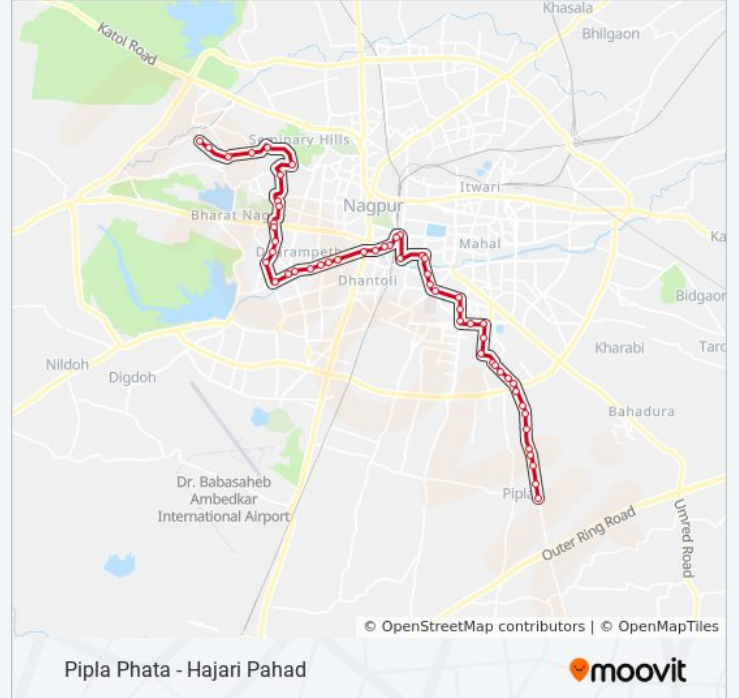 Khasala
Katol Road
Bhilgaon
Seminary Hills
Itwari
Nagpur
Bharat Nag
Mahal
Ka
Dhantoli
Bidgaon
Nildoh
Digdoh
Kharabi
Taro
Bahadura
Dr. Babasaheb
Ambedkar
International Airport
Pipla
Outer Ring Road
Umred Road
© OpenStreetMap contributors | © OpenMapTiles
Pipla Phata - Hajari Pahad
moovit